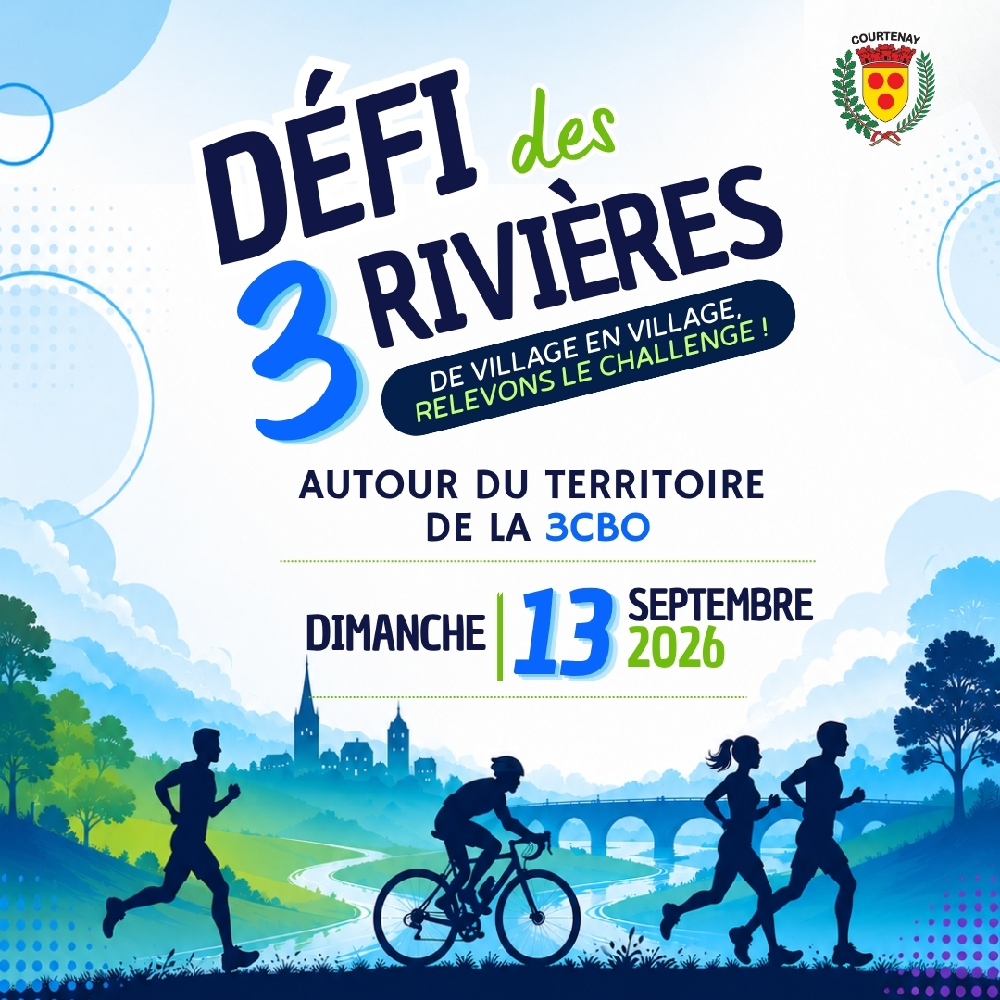 COURTENAY
DÉFI des
3 RIVIÈRES
DE VILLAGE EN VILLAGE,
RELEVONS LE CHALLENGE !
AUTOUR DU TERRITOIRE
DE LA 3CBO
DIMANCHE 13 SEPTEMBRE
2026